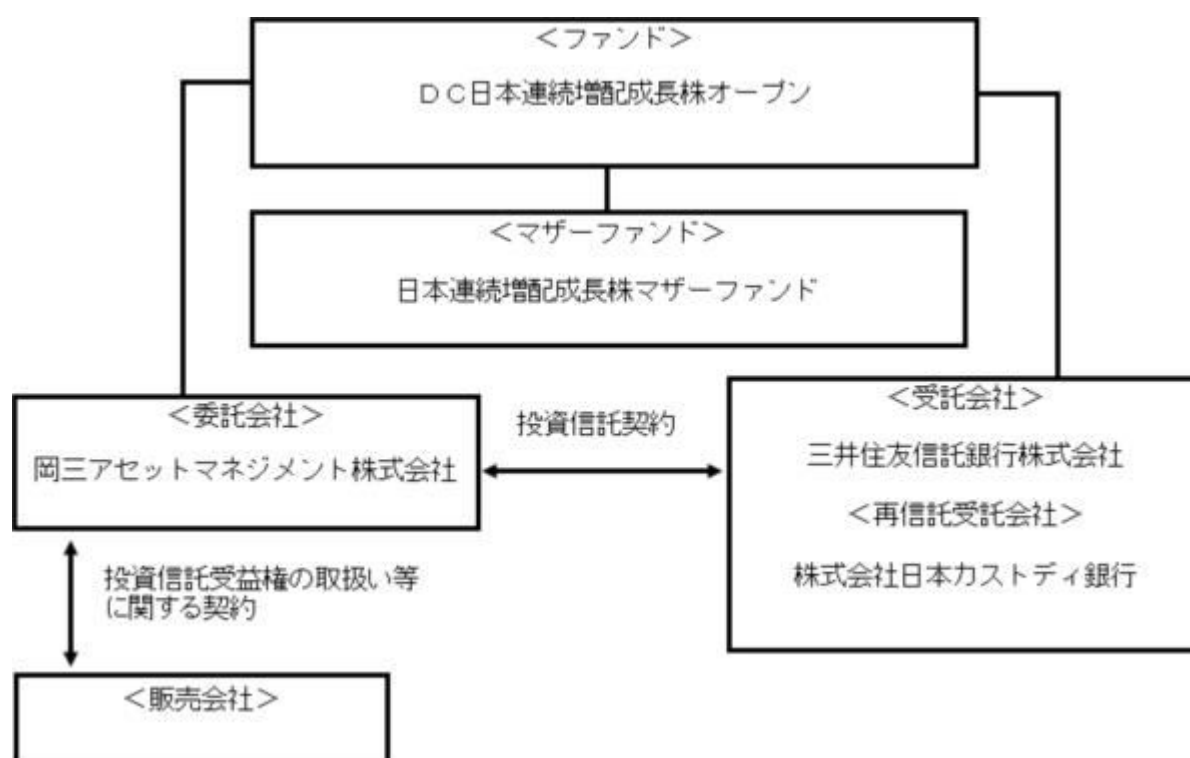 ＜ファンド＞
ＤＣ日本連続増配成長株オープン
＜マザーファンド＞
日本連続増配成長株マザーファンド
＜委託会社＞
岡三アセットマネジメント株式会社
投資信託契約
＜受託会社＞
三井住友信託銀行株式会社
＜再信託受託会社＞
株式会社日本カストディ銀行
投資信託受益権の取扱い等
に関する契約
＜販売会社＞